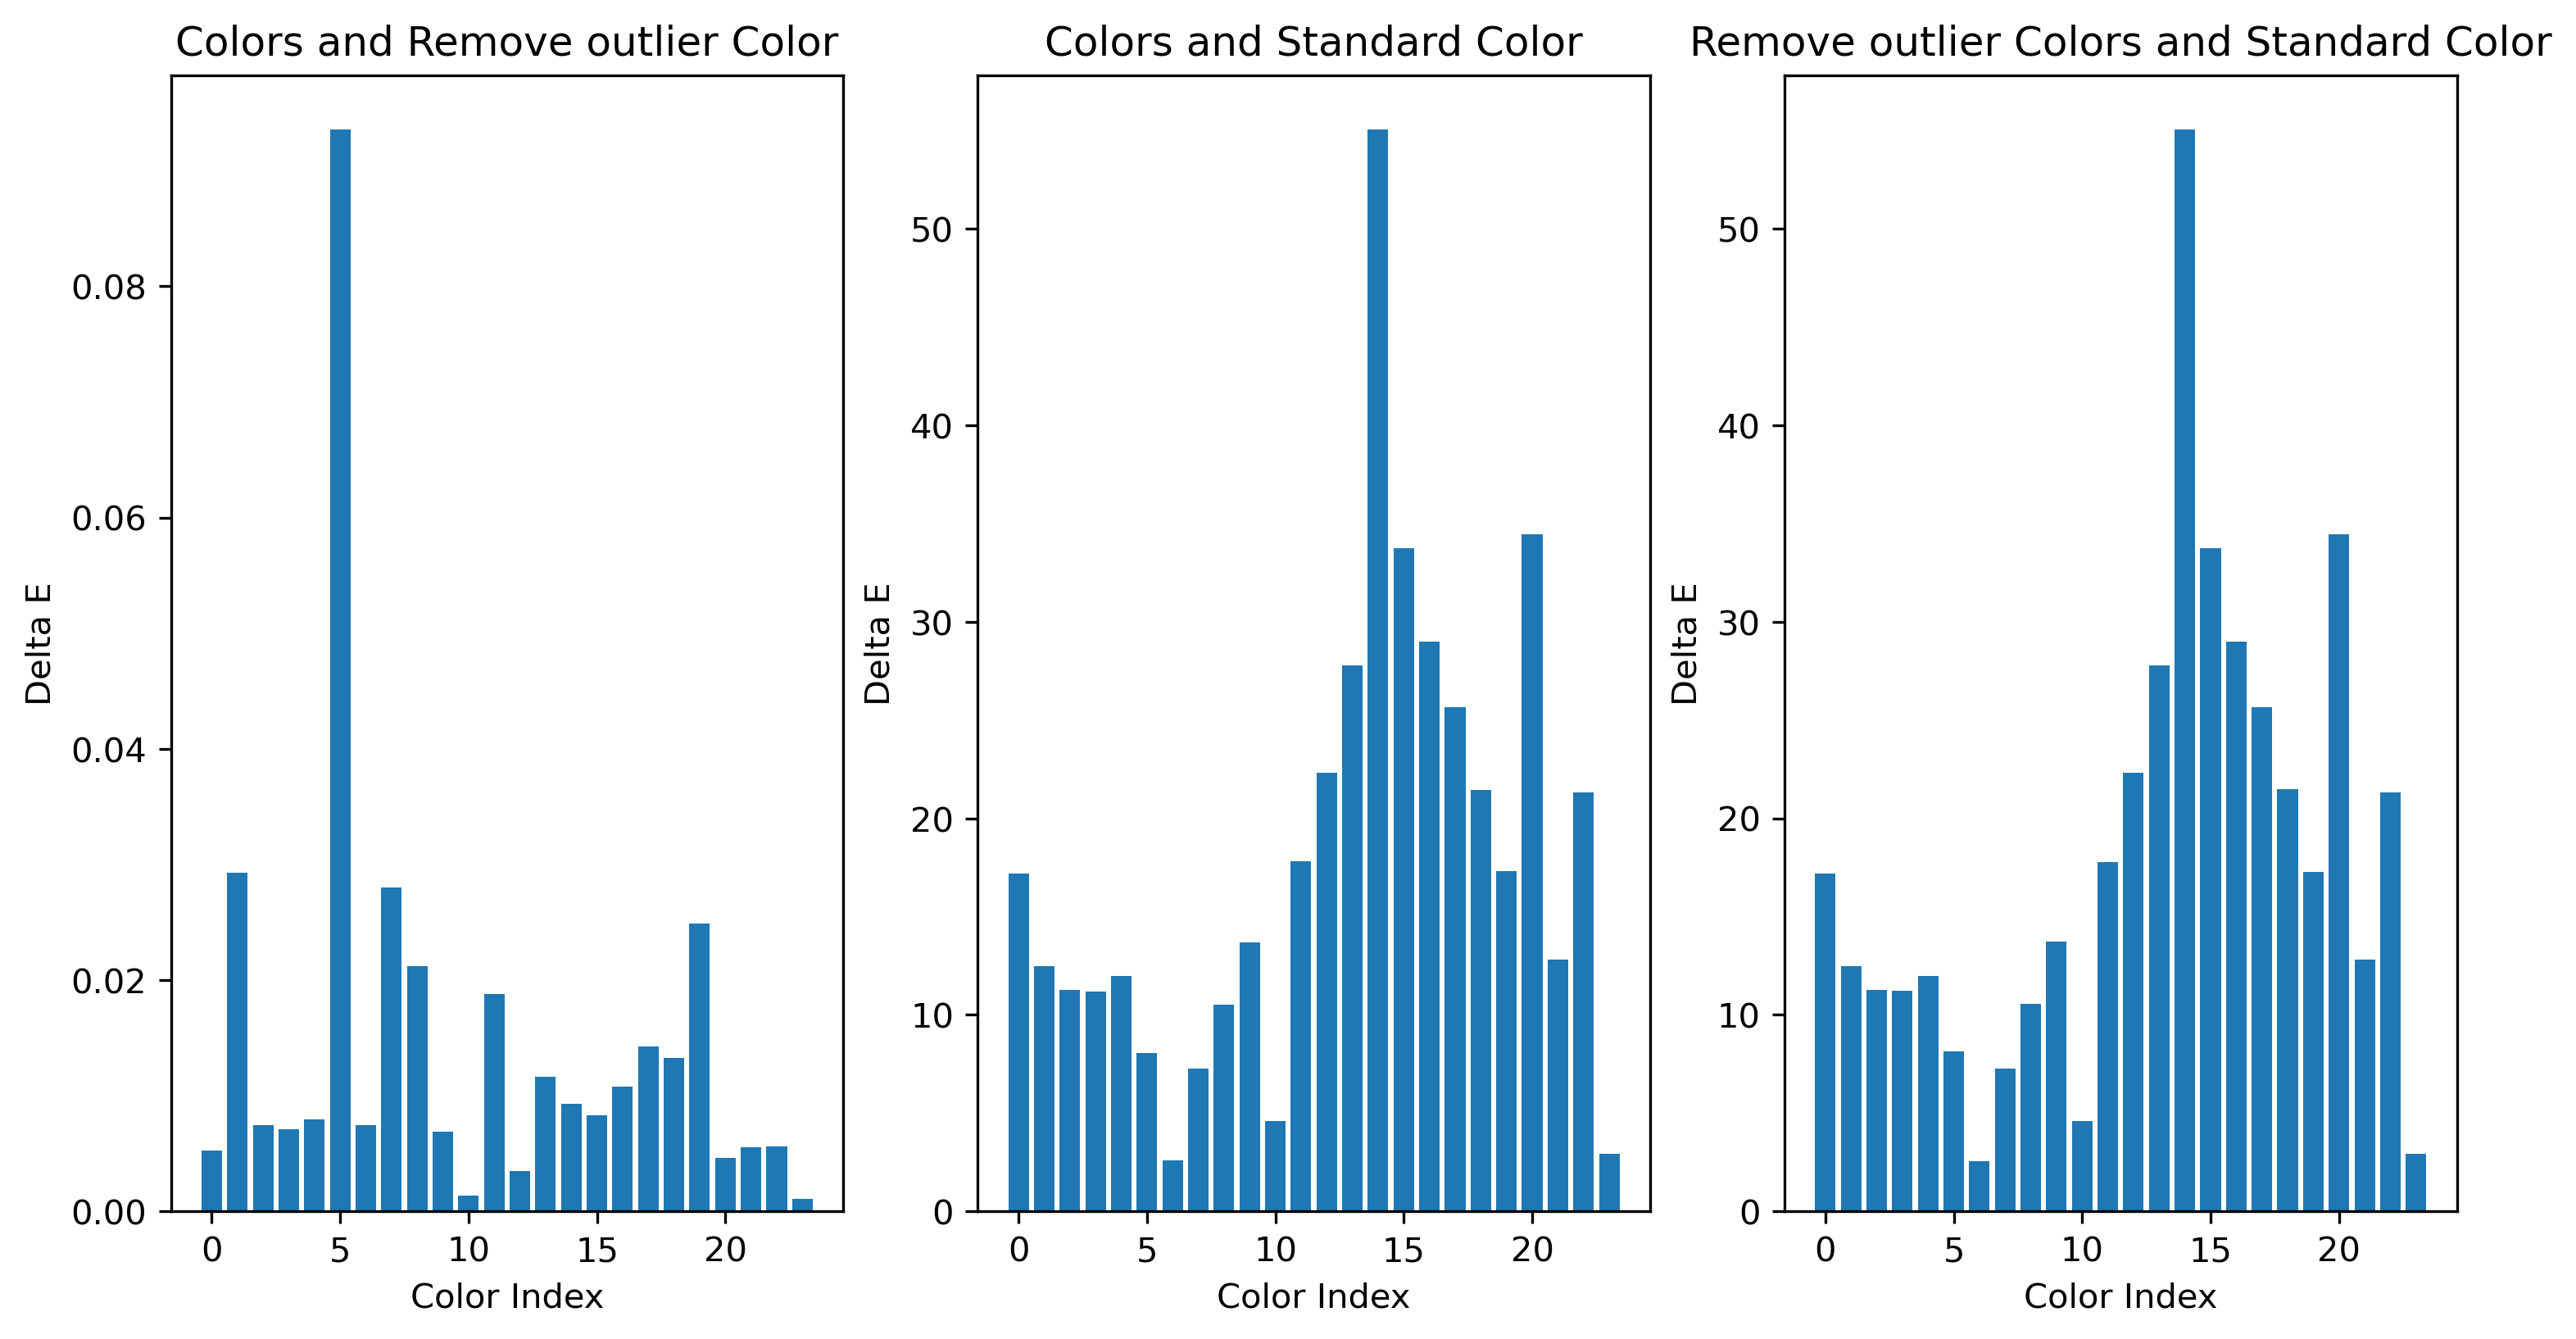 Colors and Remove outlier Color
Delta E
0.08
0.06
0.04
0.02
0.00
0 5 10 15 20
Color Index
Colors and Standard Color
Delta E
50
40
30
20
10
0
0 5 10 15 20
Color Index
Remove outlier Colors and Standard Color
Delta E
50
40
30
20
10
0
0 5 10 15 20
Color Index